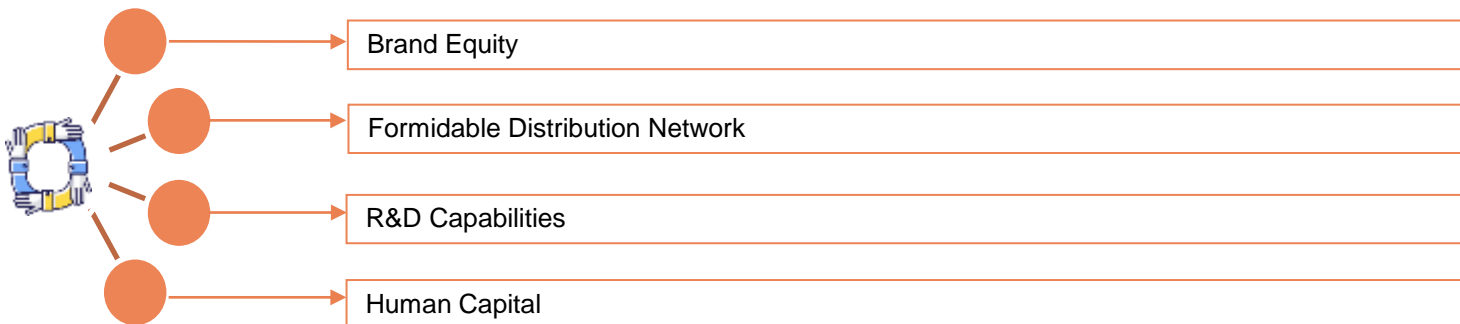 Brand Equity
Formidable Distribution Network
R&D Capabilities
Human Capital